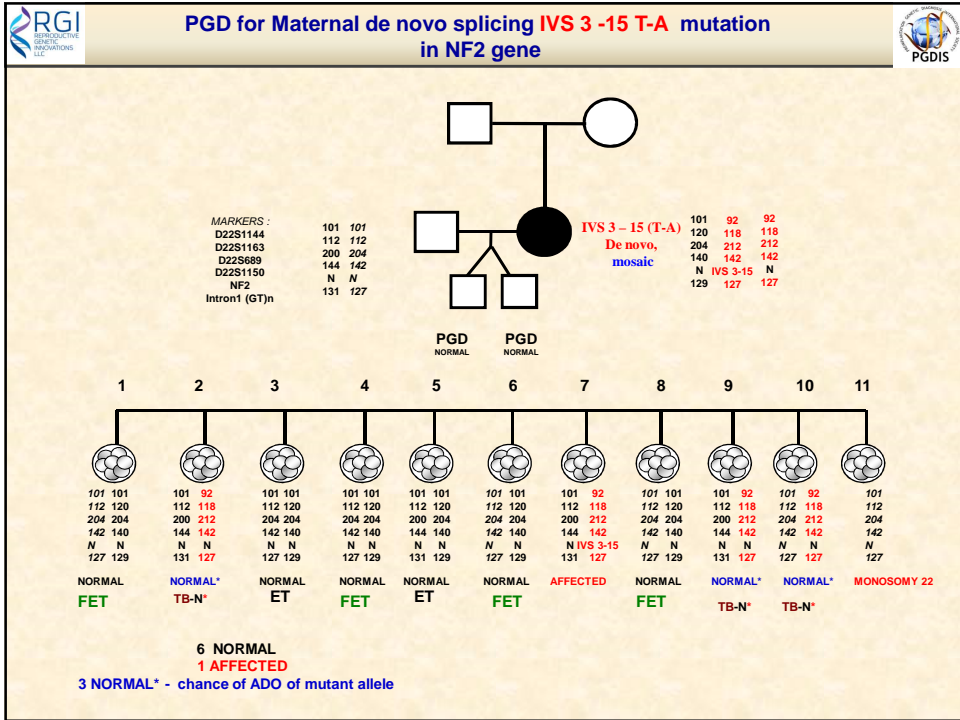 RGI
REPRODUCTIVE
GENETIC
INNOVATIONS
LLC
PGD for Maternal de novo splicing IVS 3 -15 T-A mutation
in NF2 gene
PREIMPLANTATION GENETIC DIAGNOSIS INTERNATIONAL SOCIETY
PGDIS
MARKERS :
D22S1144
D22S1163
D22S689
D22S1150
NF2
Intron1 (GT)n
101 101
112 112
200 204
144 142
N N
131 127
IVS 3 – 15 (T-A)
De novo,
mosaic
101 92 92
120 118 118
204 212 212
140 142 142
N IVS 3-15 N
129 127 127
PGD PGD
NORMAL NORMAL
1 2 3 4 5 6 7 8 9 10 11
101 101 101 92 101 101 101 101 101 101 101 101 101 92 101 101 101 92 101 92 101
112 120 112 118 112 120 112 120 112 120 112 120 112 118 112 120 112 118 112 118 112
204 204 200 212 204 204 204 204 200 204 204 204 200 212 204 204 200 212 204 212 204
142 140 144 142 142 140 142 140 144 140 142 140 144 142 142 140 144 142 142 142 142
N N N N N N N N N N N N N IVS 3-15 N N N N N N N
127 129 131 127 127 129 127 129 131 129 127 129 131 127 127 129 131 127 127 127 127
NORMAL NORMAL* NORMAL NORMAL NORMAL NORMAL AFFECTED NORMAL NORMAL* NORMAL* MONOSOMY 22
FET TB-N* ET FET ET FET FET TB-N* TB-N*
6 NORMAL
1 AFFECTED
3 NORMAL* - chance of ADO of mutant allele